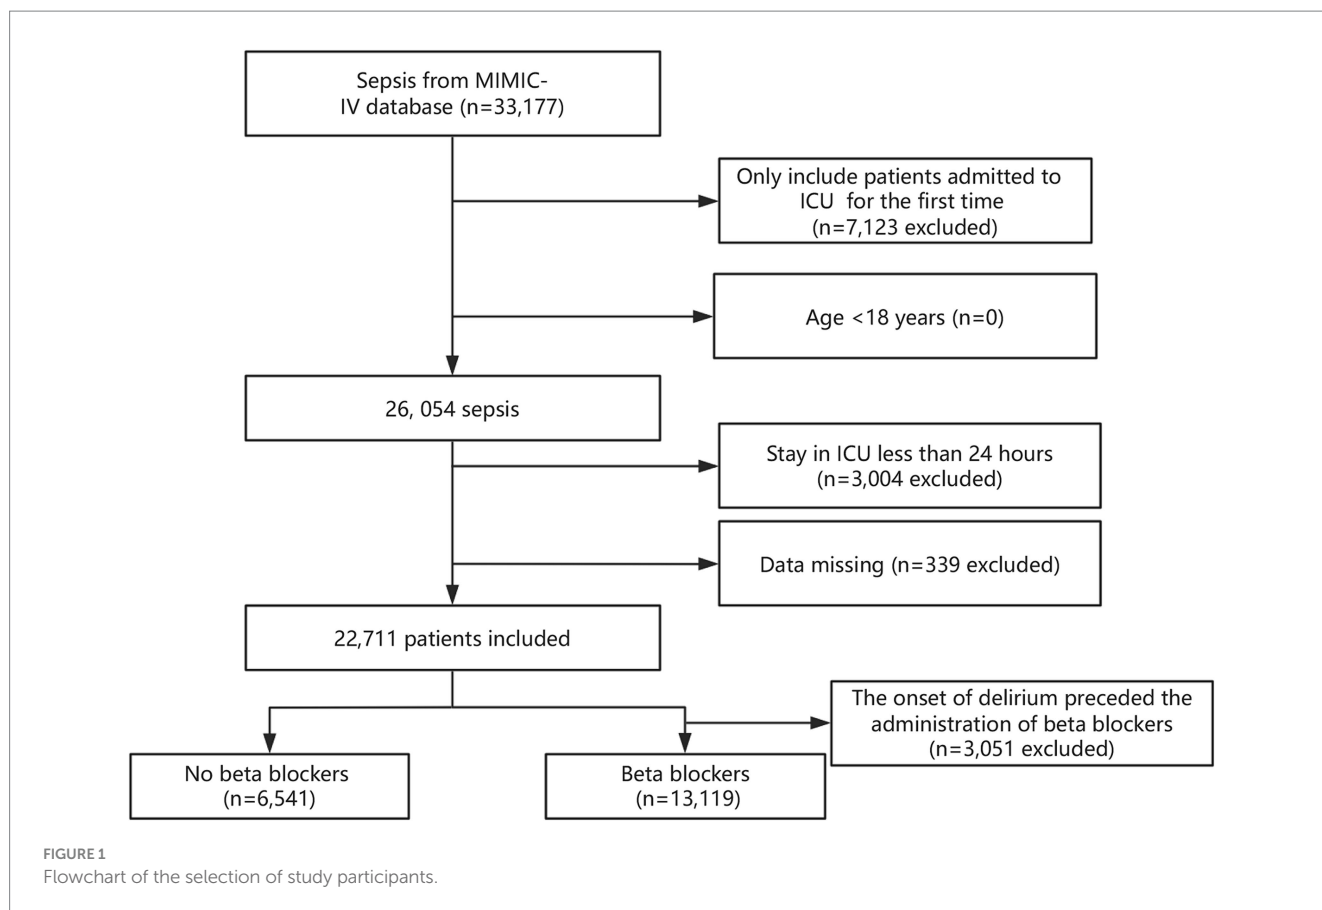 Sepsis from MIMIC-
IV database (n=33,177)
Only include patients admitted to
ICU  for the first time
(n=7,123 excluded)
Age <18 years (n=0)
26, 054 sepsis
Stay in ICU less than 24 hours
(n=3,004 excluded)
Data missing (n=339 excluded)
22,711 patients included
The onset of delirium preceded the
administration of beta blockers
(n=3,051 excluded)
No beta blockers
(n=6,541)
Beta blockers
(n=13,119)
FIGURE 1
Flowchart of the selection of study participants.